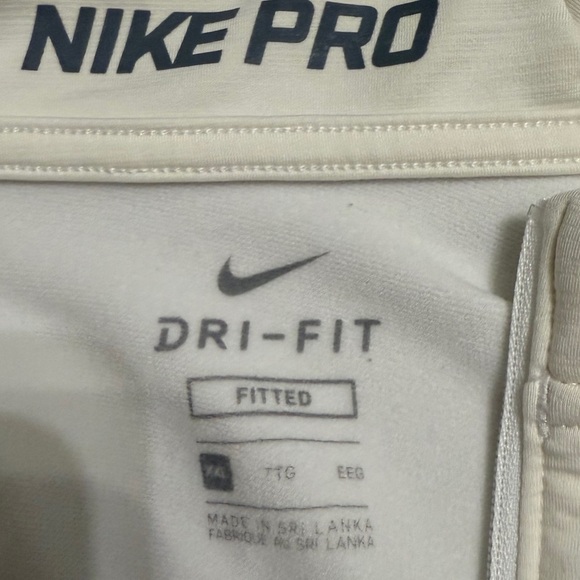 NIKE PRO
DRI-FIT
FITTED
XXL TTG EEG
MADE IN SRI LANKA
FABRIQUÉ AU SRI LANKA